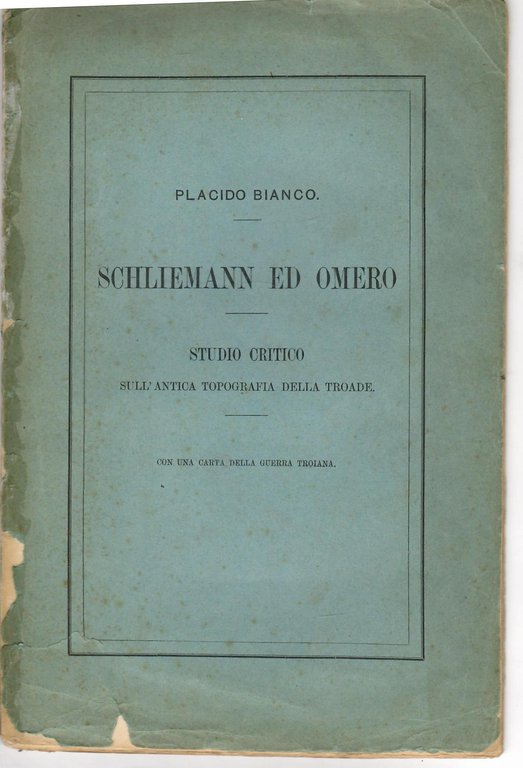 PLACIDO BIANCO.
SCHLIEMANN ED OMERO
STUDIO CRITICO
SULL'ANTICA TOPOGRAFIA DELLA TROADE.
CON UNA CARTA DELLA GUERRA TROIANA.